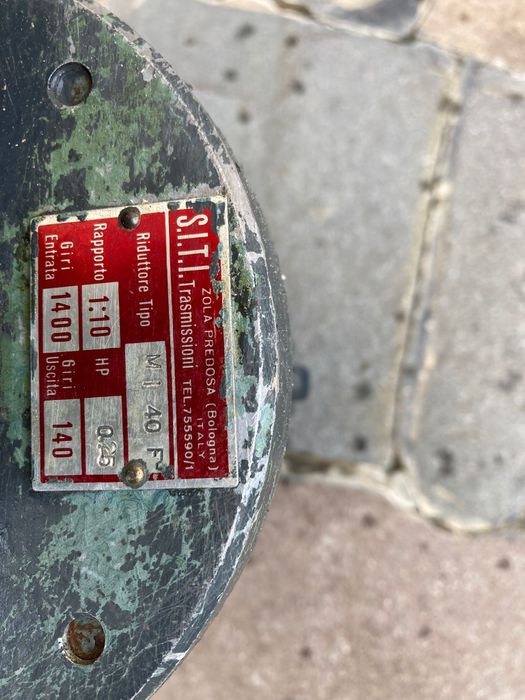 S.I.T.I. ZOLA PREDOSA (Bologna)
ITALY
Trasmissioni TEL.755590/1
Riduttore Tipo M I 40 F
Rapporto 1:10 HP 0.25
Giri Entrata 1400 Giri Uscita 140